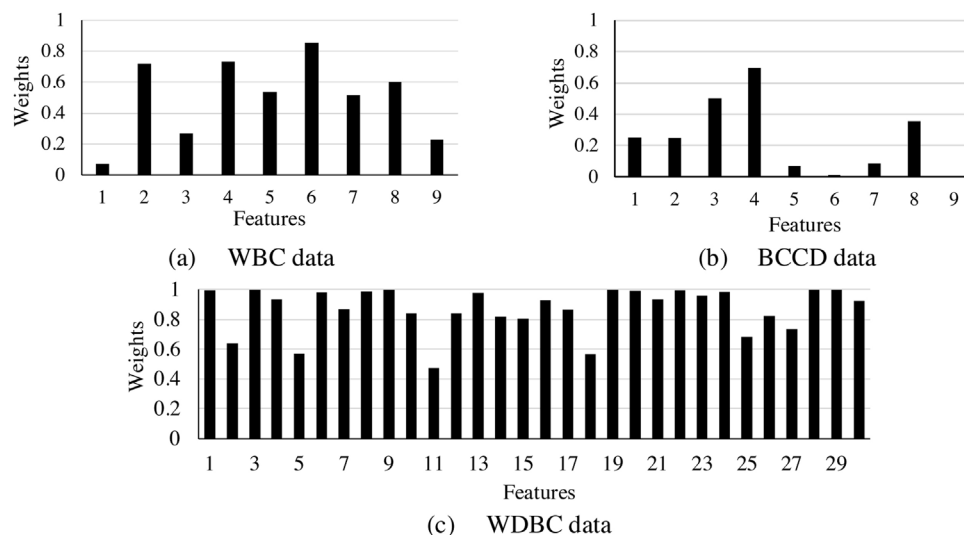 1
0.8
0.6
0.4
0.2
0
Weights
1 2 3 4 5 6 7 8 9
Features
(a) WBC data
1
0.8
0.6
0.4
0.2
0
Weights
1 2 3 4 5 6 7 8 9
Features
(b) BCCD data
1
0.8
0.6
0.4
0.2
0
Weights
1 3 5 7 9 11 13 15 17 19 21 23 25 27 29
Features
(c) WDBC data